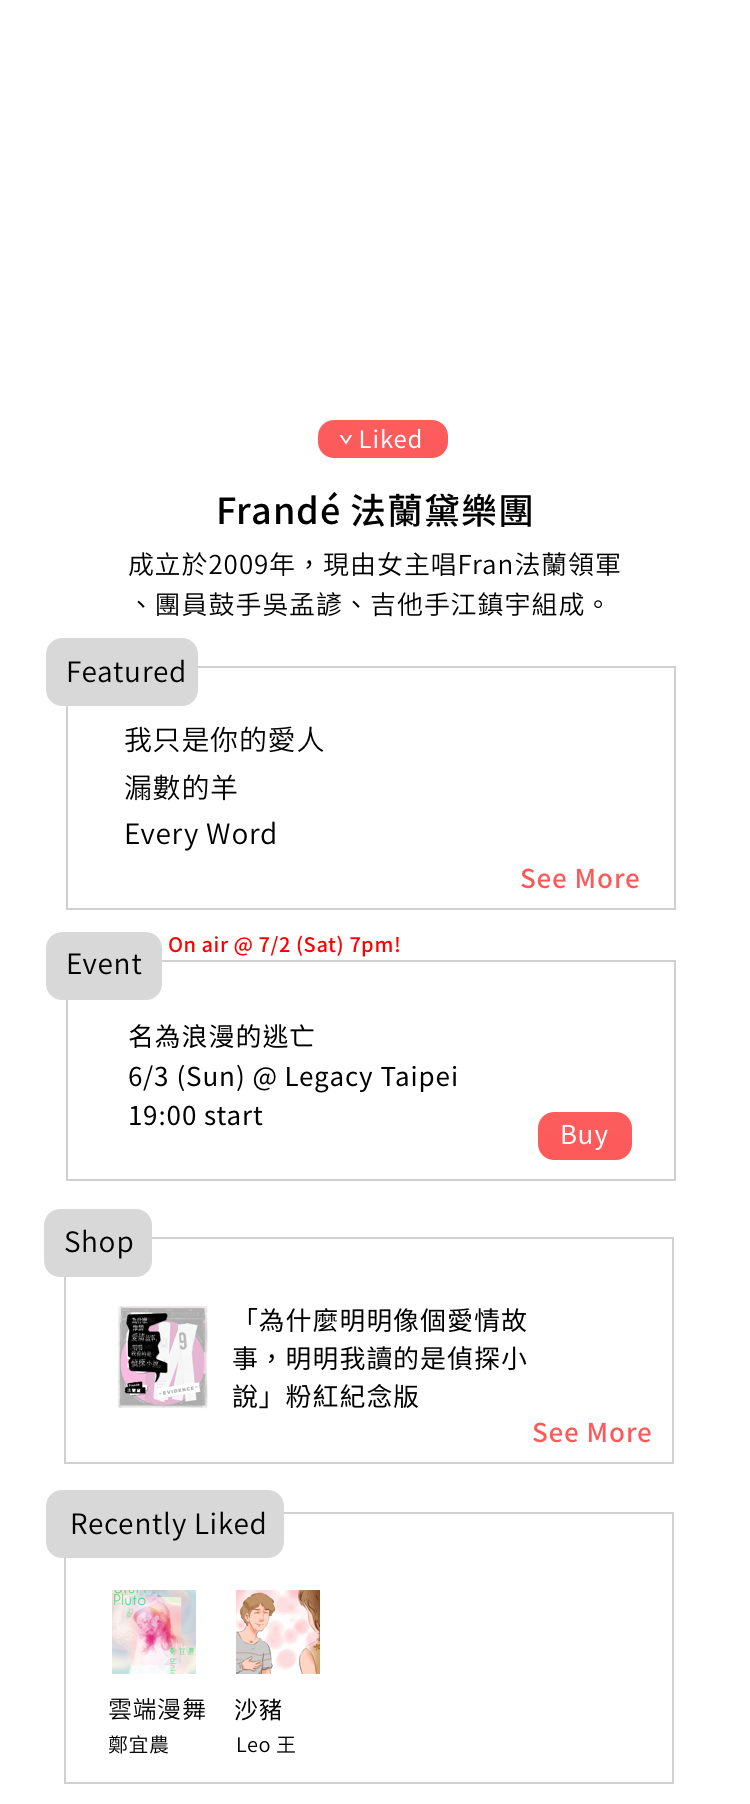 Liked
Frandé 法蘭黛樂團
成立於2009年，現由女主唱Fran法蘭領軍
、團員鼓手吳孟諺、吉他手江鎮宇組成。
Featured
我只是你的愛人
漏數的羊
Every Word
See More
On air @ 7/2 (Sat) 7pm!
Event
名為浪漫的逃亡
6/3 (Sun) @ Legacy Taipei
19:00 start
Buy
Shop
9
EVIDENCE
「為什麼明明像個愛情故
事，明明我讀的是偵探小
說」粉紅紀念版
See More
Recently Liked
Pluto
雲端漫舞
沙豬
鄭宜農
Leo 王